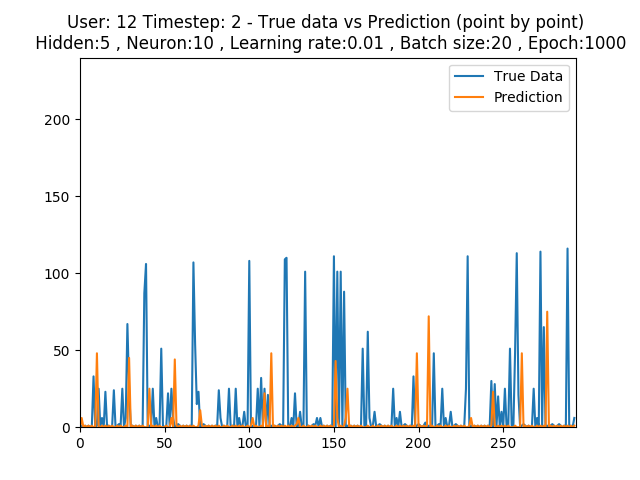 User: 12 Timestep: 2 - True data vs Prediction (point by point)
Hidden:5 , Neuron:10 , Learning rate:0.01 , Batch size:20 , Epoch:1000
True Data
Prediction
200
150
100
50
0
0 50 100 150 200 250